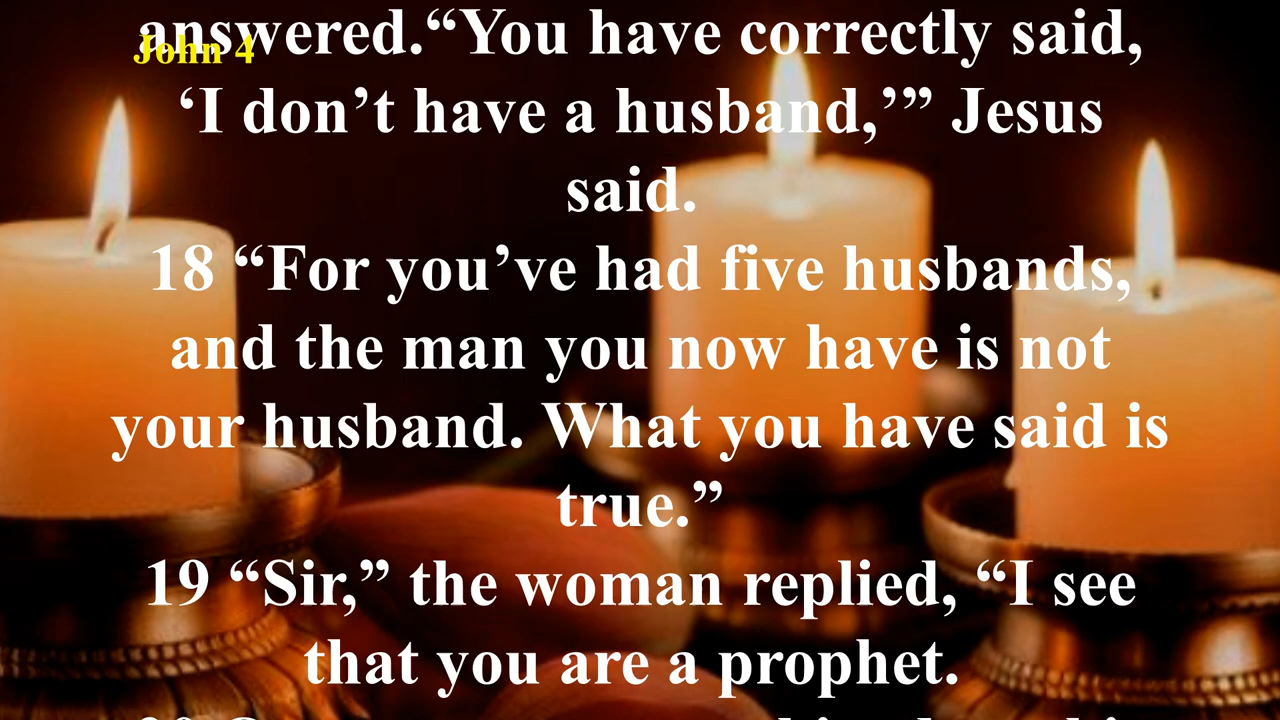 answered.“You have correctly said,
John 4
‘I don’t have a husband,’” Jesus
said.
18 “For you’ve had five husbands,
and the man you now have is not
your husband. What you have said is
true.”
19 “Sir,” the woman replied, “I see
that you are a prophet.